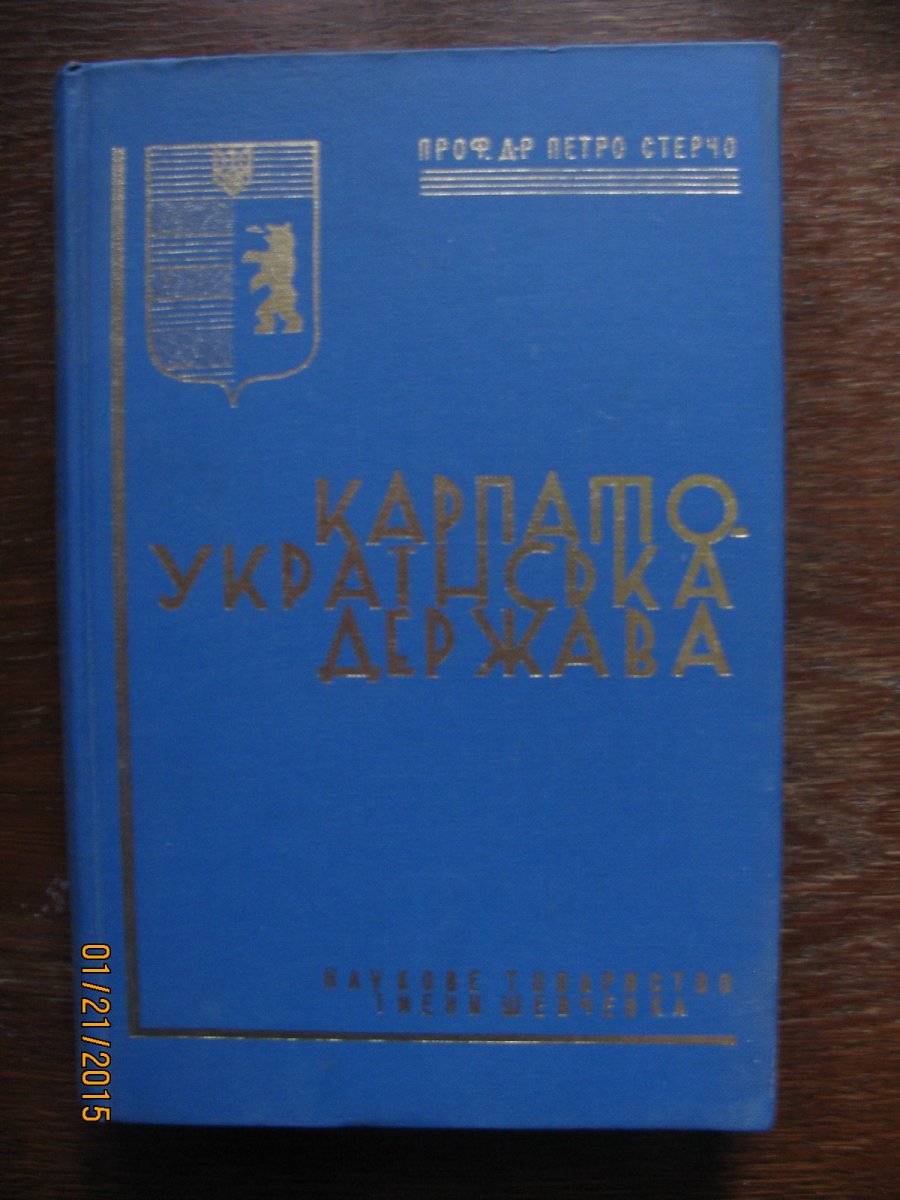 ПРОФ. Д-Р ПЕТРО СТЕРЧО
КАРПАТО-
УКРАЇНСЬКА
ДЕРЖАВА
НАУКОВЕ ТОВАРИСТВО
ІМЕНИ ШЕВЧЕНКА
01/21/2015